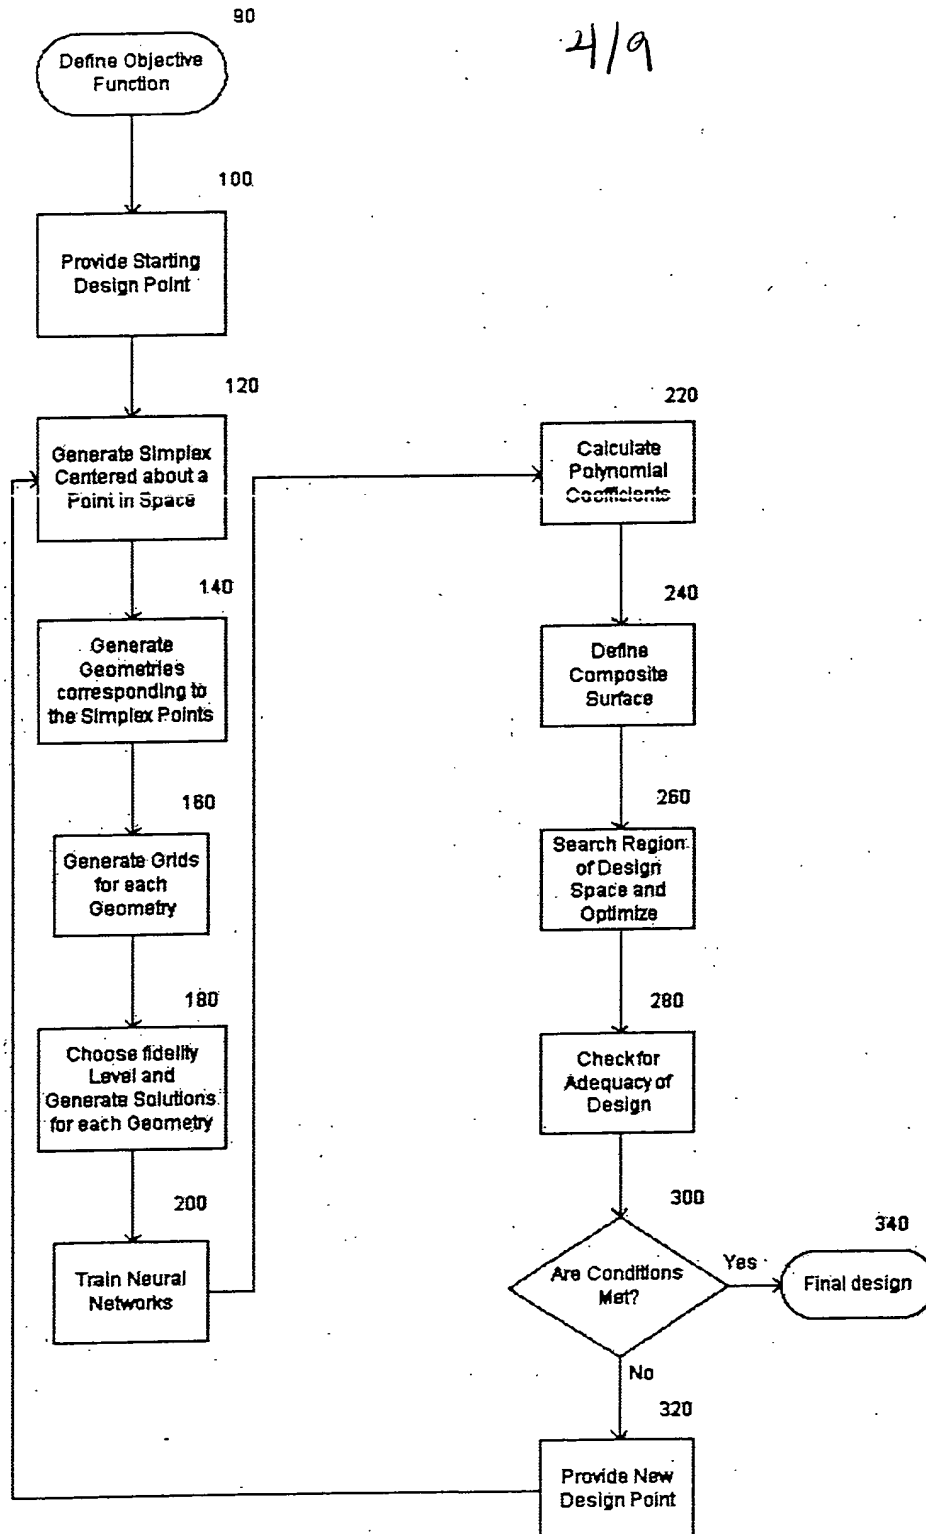 90
4/9
Define Objective
Function
100
Provide Starting
Design Point
120
Generate Simplex
Centered about a
Point in Space
140
Generate
Geometries
corresponding to
the Simplex Points
160
Generate Grids
for each
Geometry
180
Choose fidelity
Level and
Generate Solutions
for each Geometry
200
Train Neural
Networks
220
Calculate
Polynomial
Coefficients
240
Define
Composite
Surface
260
Search Region
of Design
Space and
Optimize
280
Check for
Adequacy of
Design
300
Are Conditions
Met?
Yes
340
Final design
No
320
Provide New
Design Point